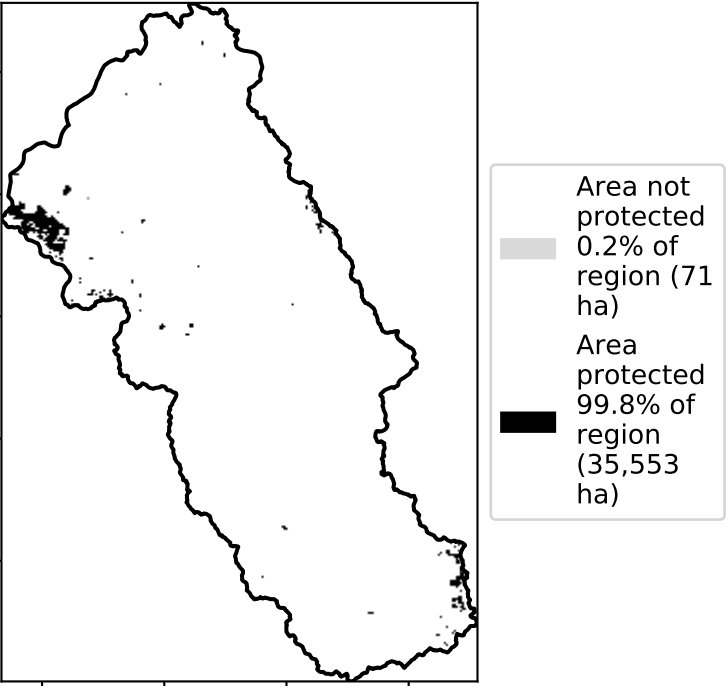 Area not
protected
0.2% of
region (71
ha)
Area
protected
99.8% of
region
(35,553
ha)